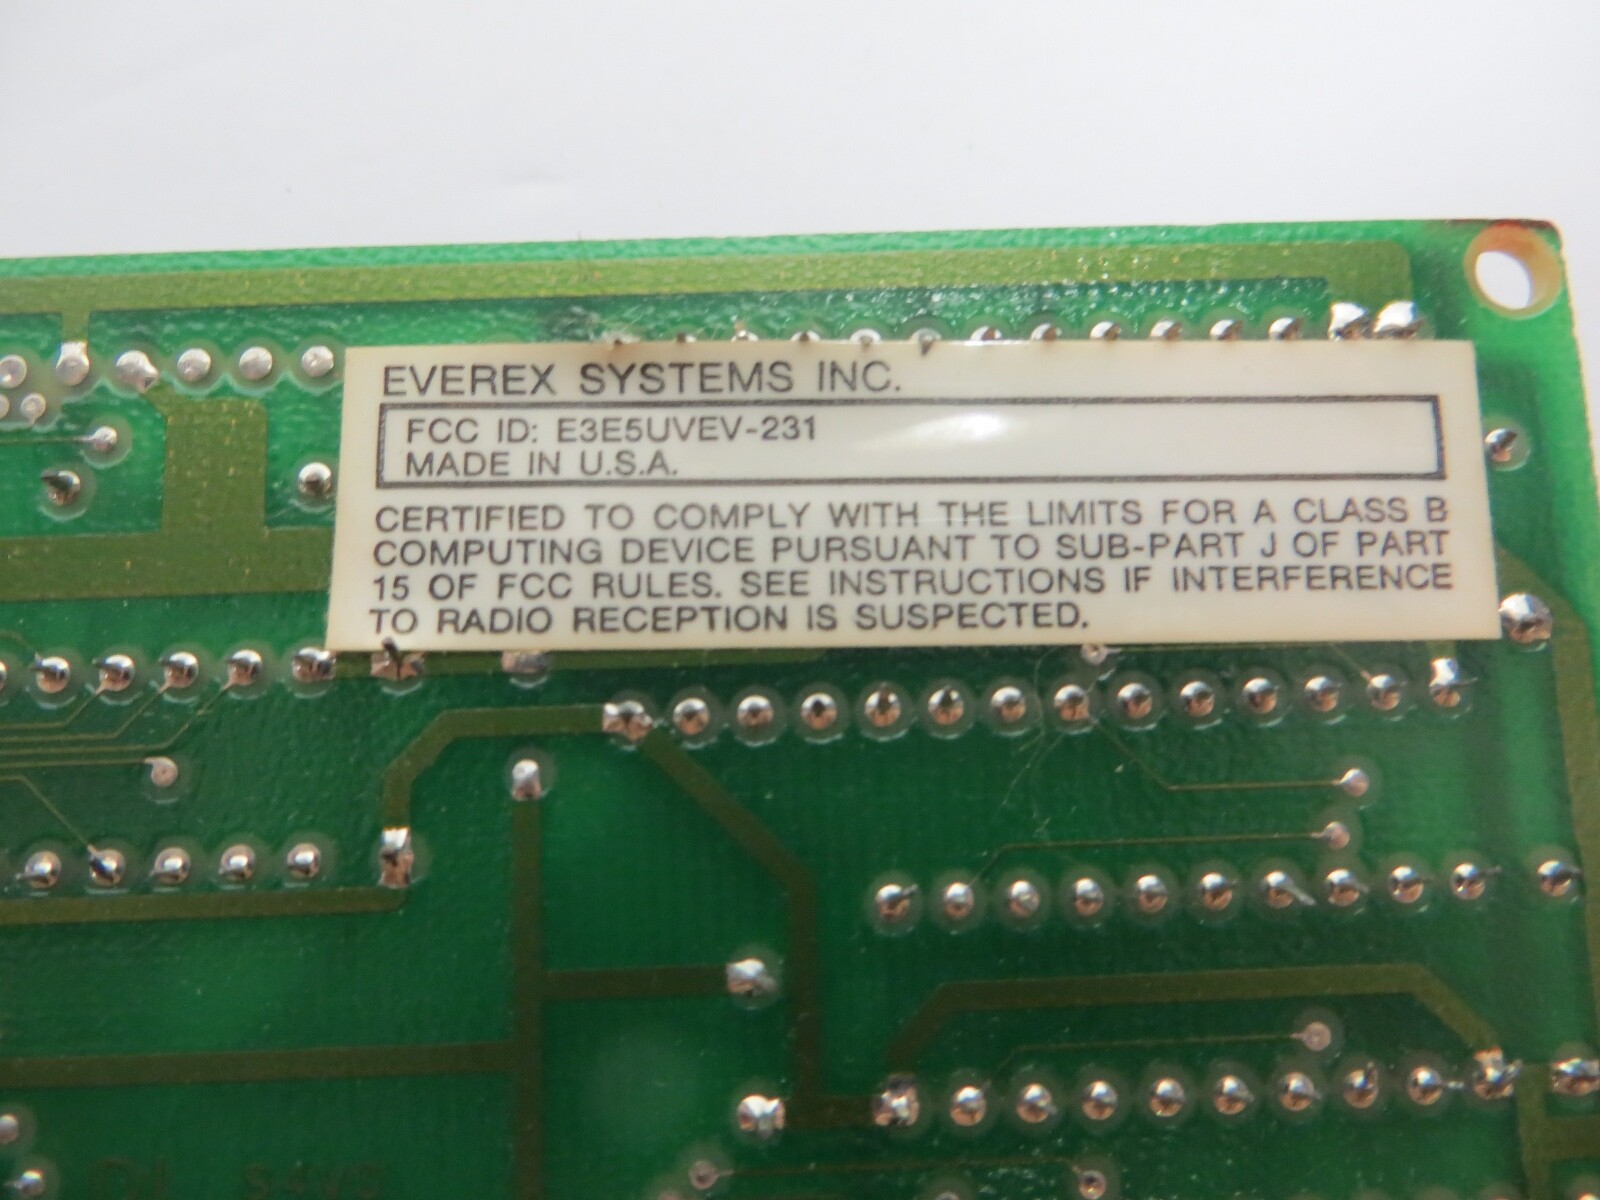 EVEREX SYSTEMS INC.
FCC ID: E3E5UVEV-231
MADE IN U.S.A.
CERTIFIED TO COMPLY WITH THE LIMITS FOR A CLASS B
COMPUTING DEVICE PURSUANT TO SUB-PART J OF PART
15 OF FCC RULES. SEE INSTRUCTIONS IF INTERFERENCE
TO RADIO RECEPTION IS SUSPECTED.